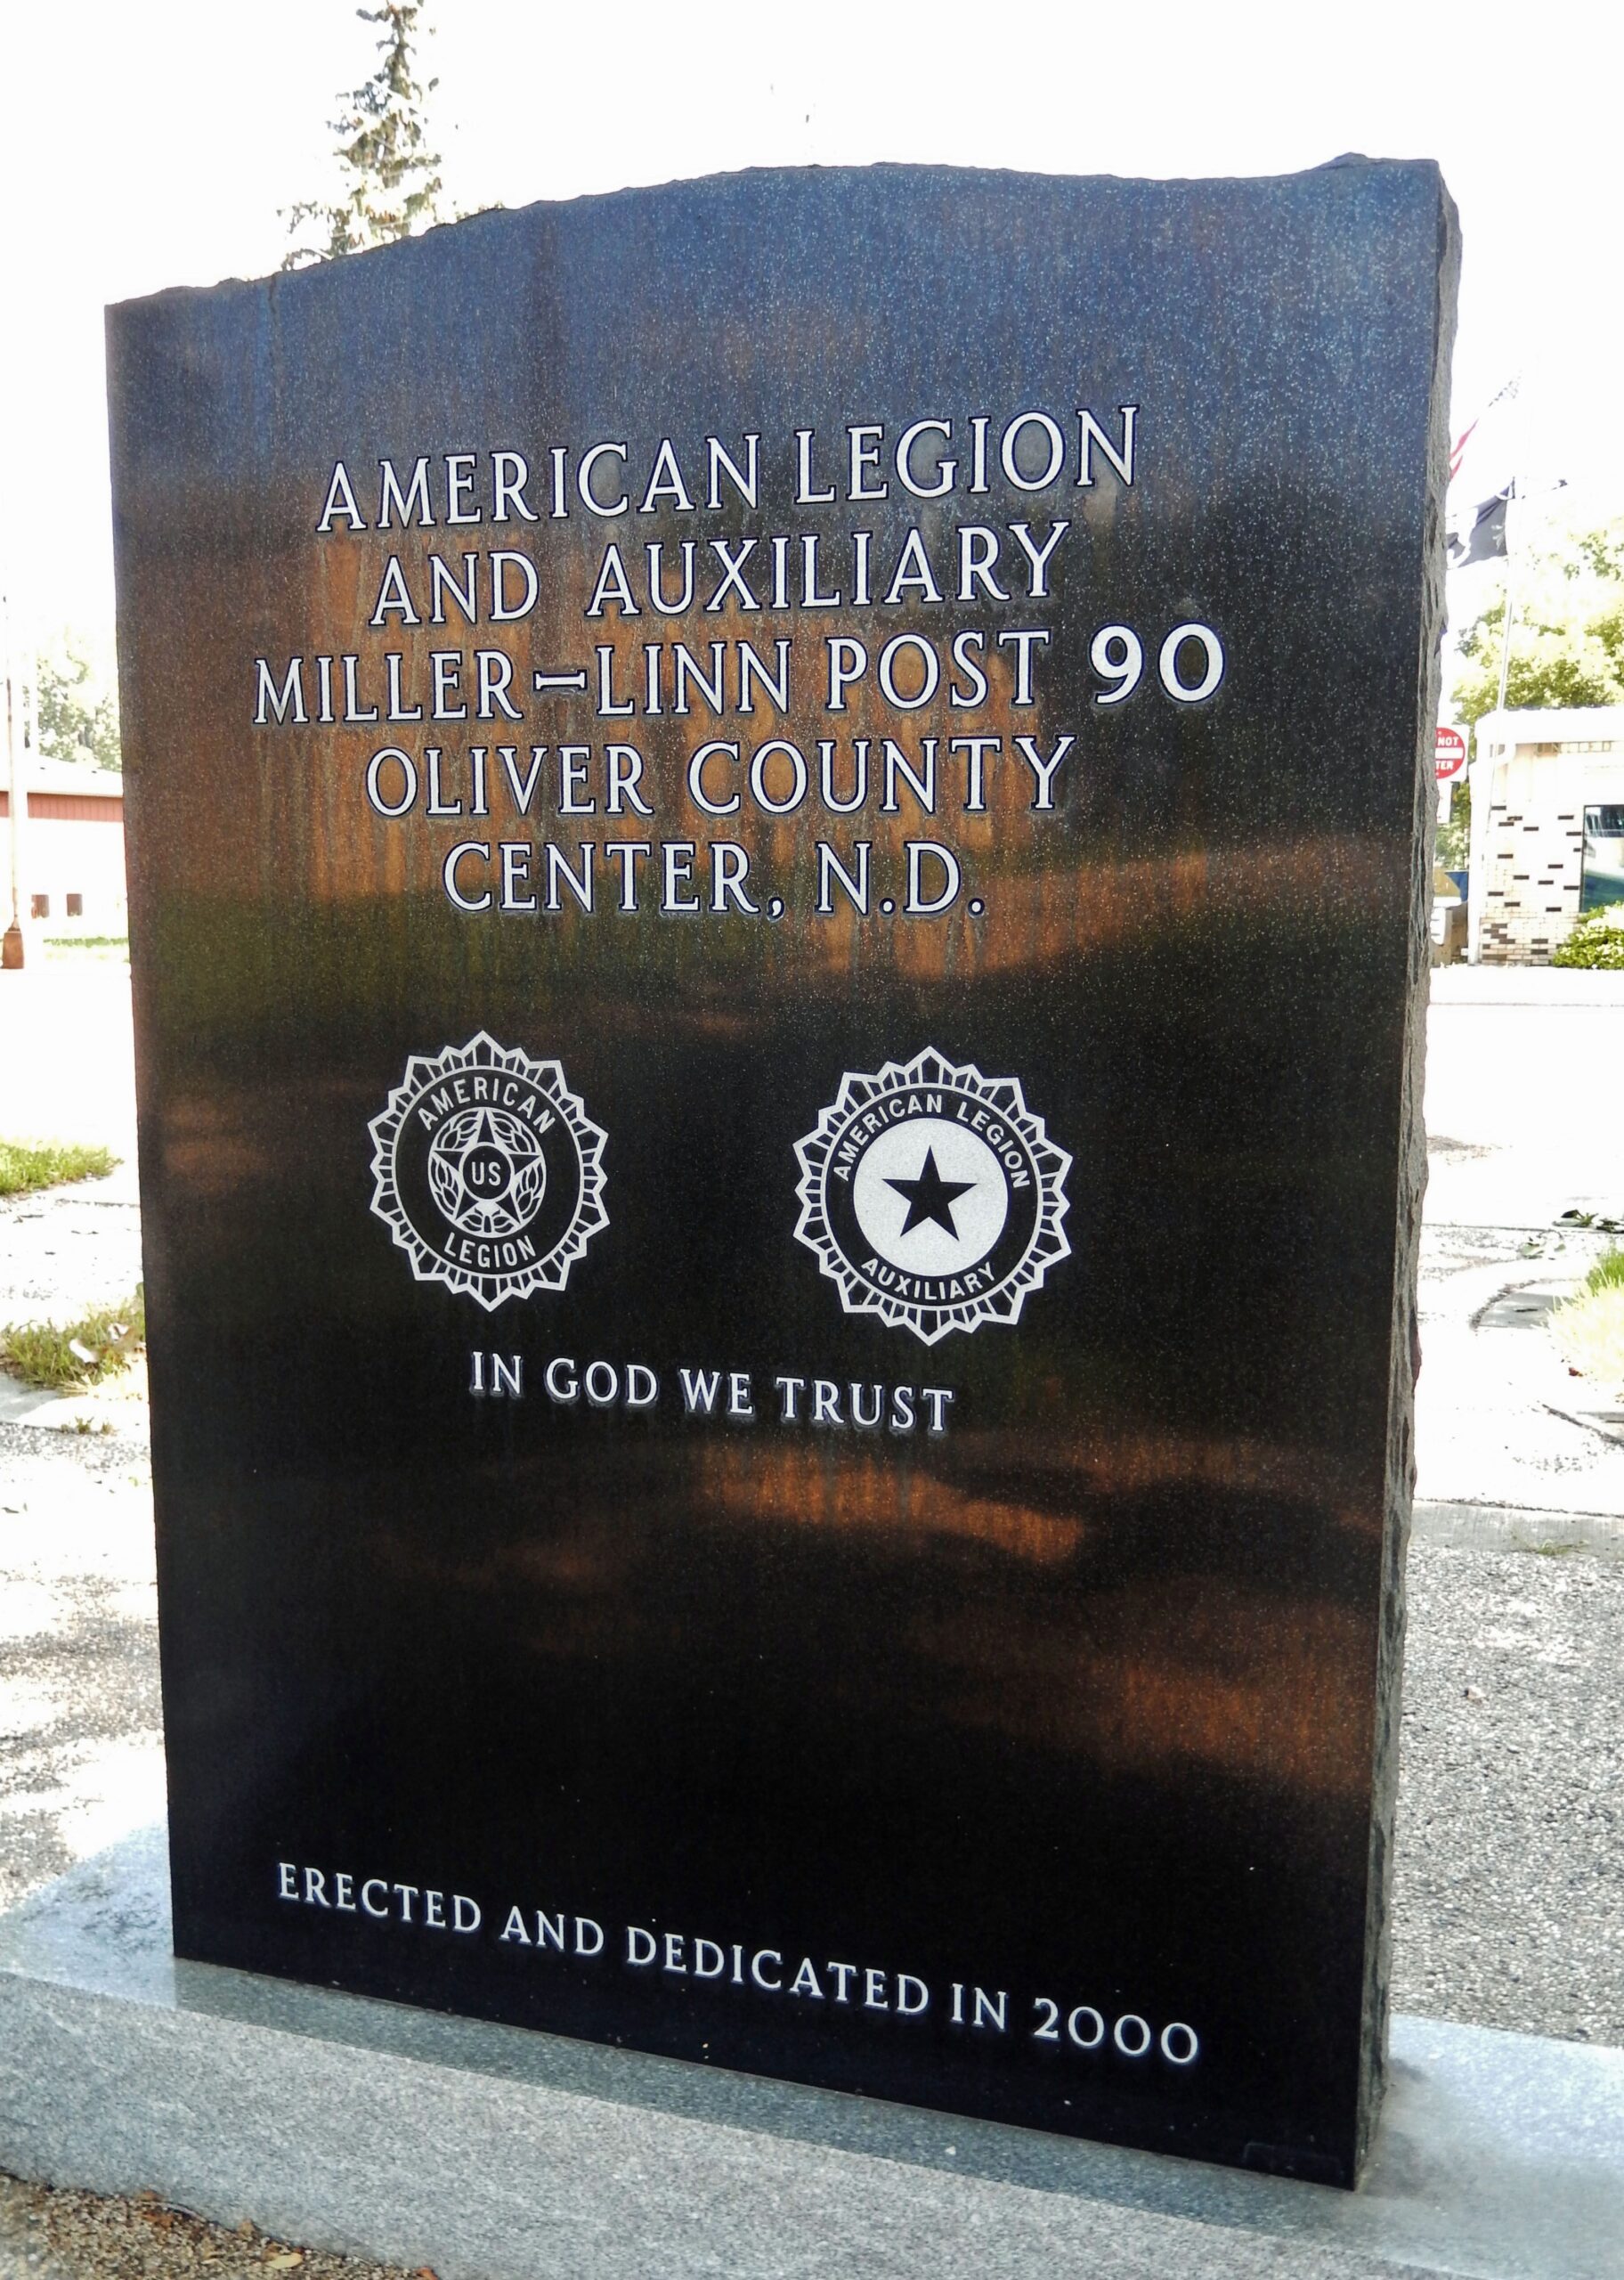 AMERICAN LEGION
AND AUXILIARY
MILLER-LINN POST 90
OLIVER COUNTY
CENTER, N.D.
AMERICAN
US
LEGION
AMERICAN LEGION
AUXILIARY
IN GOD WE TRUST
ERECTED AND DEDICATED IN 2000
NOT